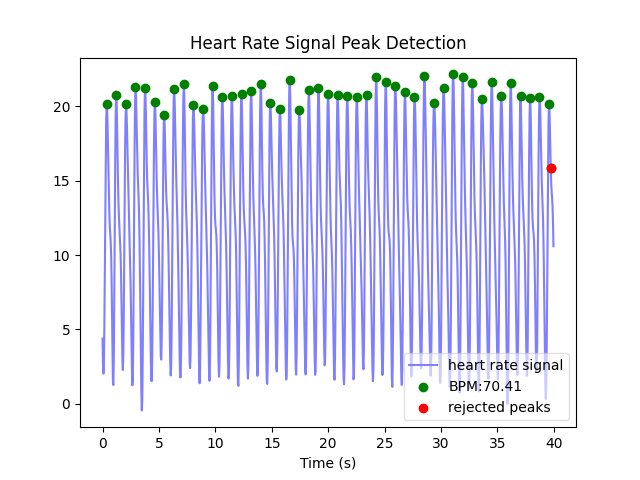 Heart Rate Signal Peak Detection
20
15
10
5
0
heart rate signal
BPM:70.41
rejected peaks
0 5 10 15 20 25 30 35 40
Time (s)